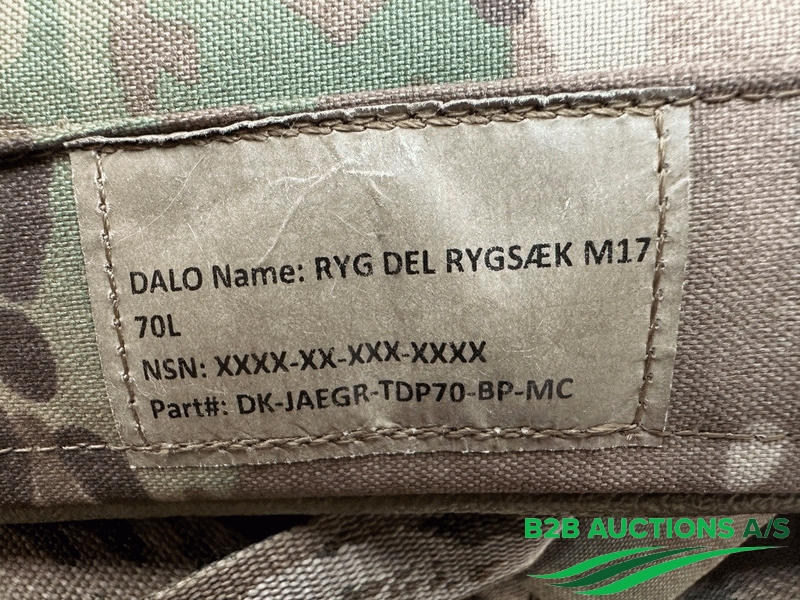 DALO Name: RYG DEL RYGSÆK M17
70L
NSN: XXXX-XX-XXX-XXXX
Part#: DK-JAEGR-TDP70-BP-MC
B2B AUCTIONS A/S